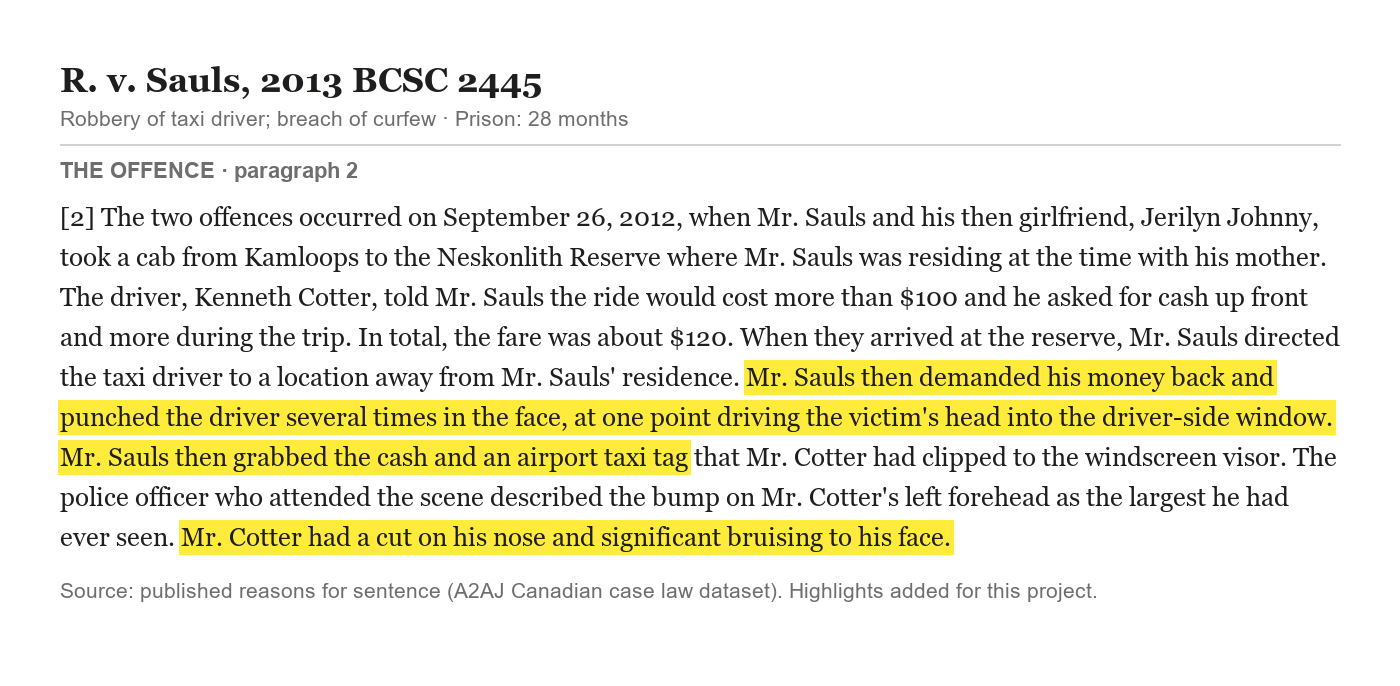 R. v. Sauls, 2013 BCSC 2445
Robbery of taxi driver; breach of curfew · Prison: 28 months
THE OFFENCE · paragraph 2
[2] The two offences occurred on September 26, 2012, when Mr. Sauls and his then girlfriend, Jerilyn Johnny,
took a cab from Kamloops to the Neskonlith Reserve where Mr. Sauls was residing at the time with his mother.
The driver, Kenneth Cotter, told Mr. Sauls the ride would cost more than $100 and he asked for cash up front
and more during the trip. In total, the fare was about $120. When they arrived at the reserve, Mr. Sauls directed
the taxi driver to a location away from Mr. Sauls' residence. Mr. Sauls then demanded his money back and
punched the driver several times in the face, at one point driving the victim's head into the driver-side window.
Mr. Sauls then grabbed the cash and an airport taxi tag that Mr. Cotter had clipped to the windscreen visor. The
police officer who attended the scene described the bump on Mr. Cotter's left forehead as the largest he had
ever seen. Mr. Cotter had a cut on his nose and significant bruising to his face.
Source: published reasons for sentence (A2AJ Canadian case law dataset). Highlights added for this project.